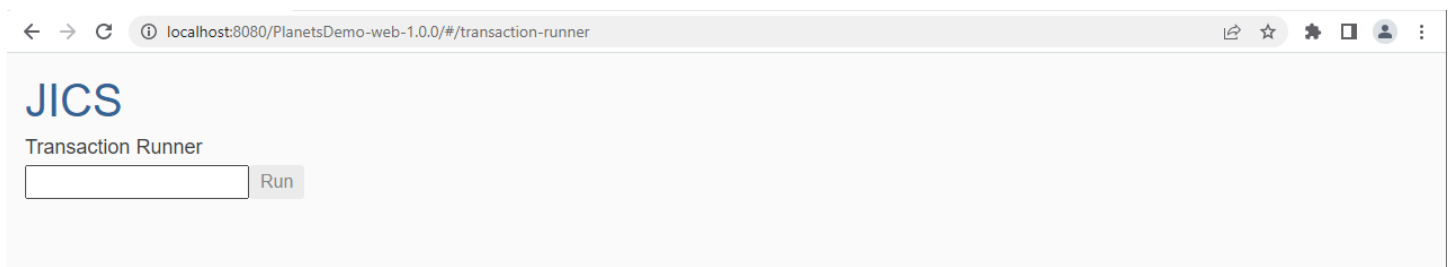 localhost:8080/PlanetsDemo-web-1.0.0/#/transaction-runner
JICS
Transaction Runner
Run